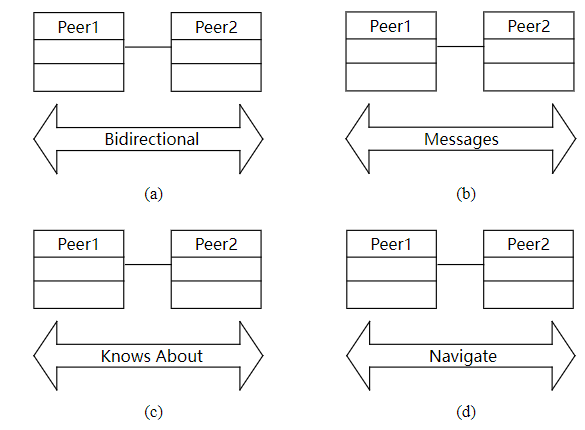 Peer1 Peer2
Bidirectional
(a)
Peer1 Peer2
Messages
(b)
Peer1 Peer2
Knows About
(c)
Peer1 Peer2
Navigate
(d)